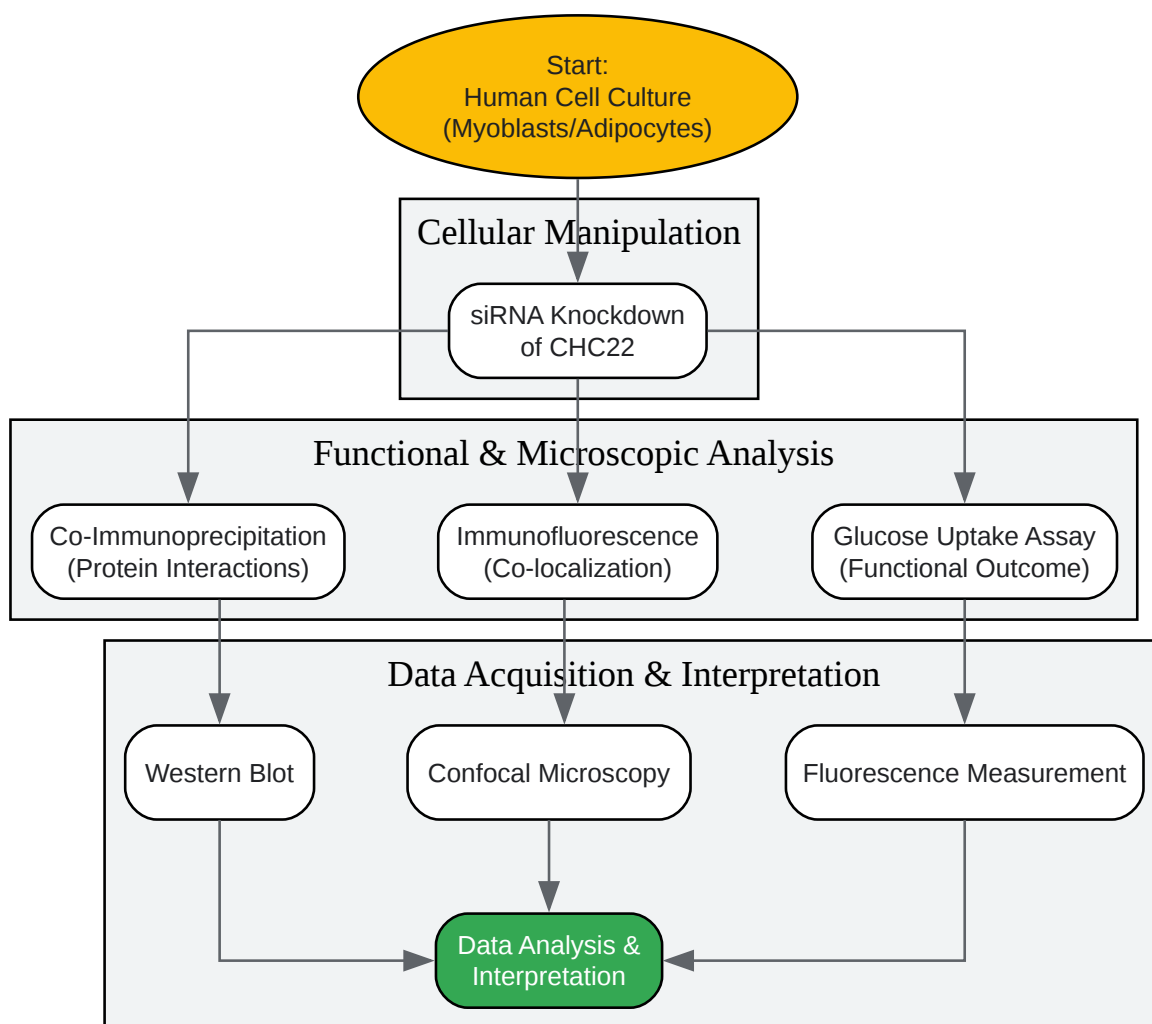 Start:
Human Cell Culture
(Myoblasts/Adipocytes)
Cellular Manipulation
siRNA Knockdown
of CHC22
Functional & Microscopic Analysis
Co-Immunoprecipitation
(Protein Interactions)
Immunofluorescence
(Co-localization)
Glucose Uptake Assay
(Functional Outcome)
Data Acquisition & Interpretation
Western Blot
Confocal Microscopy
Fluorescence Measurement
Data Analysis &
Interpretation